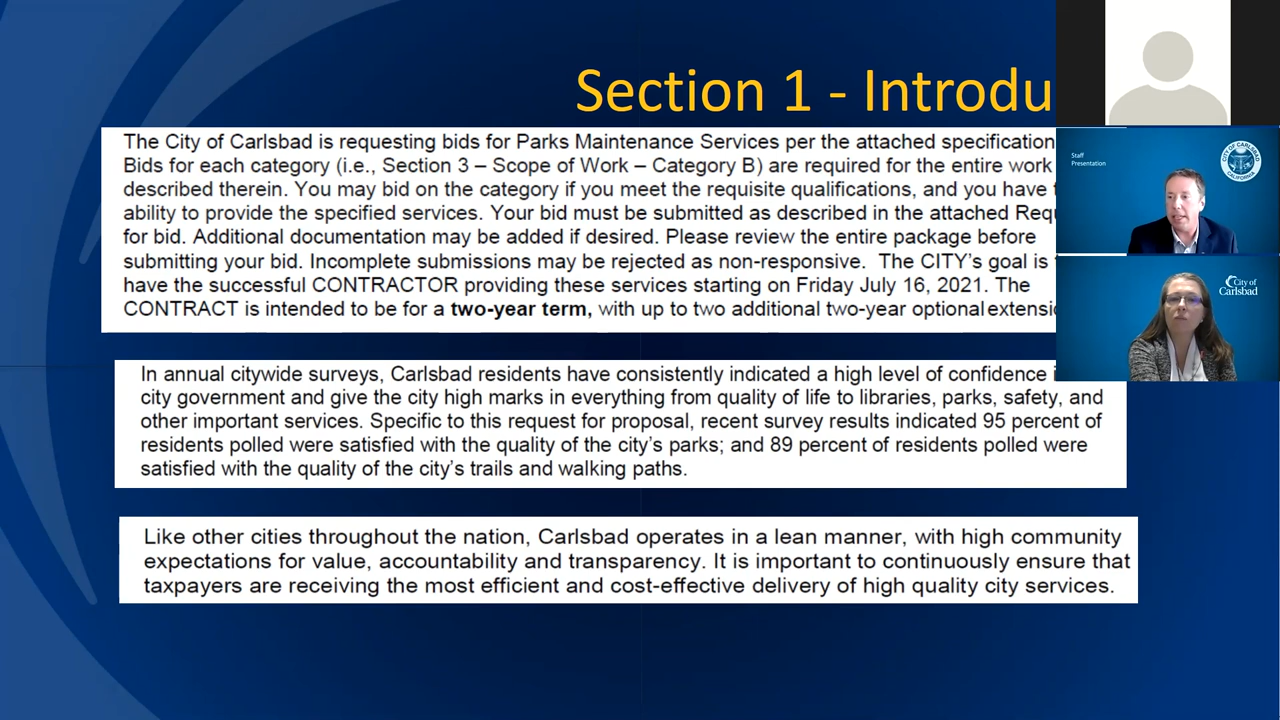 Section 1 - Introdu
The City of Carlsbad is requesting bids for Parks Maintenance Services per the attached specification
Bids for each category (i.e., Section 3 – Scope of Work – Category B) are required for the entire work
described therein. You may bid on the category if you meet the requisite qualifications, and you have
ability to provide the specified services. Your bid must be submitted as described in the attached Requ
for bid. Additional documentation may be added if desired. Please review the entire package before
submitting your bid. Incomplete submissions may be rejected as non-responsive. The CITY's goal is
have the successful CONTRACTOR providing these services starting on Friday July 16, 2021. The
CONTRACT is intended to be for a two-year term, with up to two additional two-year optional extensio
In annual citywide surveys, Carlsbad residents have consistently indicated a high level of confidence
city government and give the city high marks in everything from quality of life to libraries, parks, safety, and
other important services. Specific to this request for proposal, recent survey results indicated 95 percent of
residents polled were satisfied with the quality of the city's parks; and 89 percent of residents polled were
satisfied with the quality of the city's trails and walking paths.
Like other cities throughout the nation, Carlsbad operates in a lean manner, with high community
expectations for value, accountability and transparency. It is important to continuously ensure that
taxpayers are receiving the most efficient and cost-effective delivery of high quality city services.
Staff
Presentation
CITY OF CARLSBAD
CALIFORNIA
City of
Carlsbad